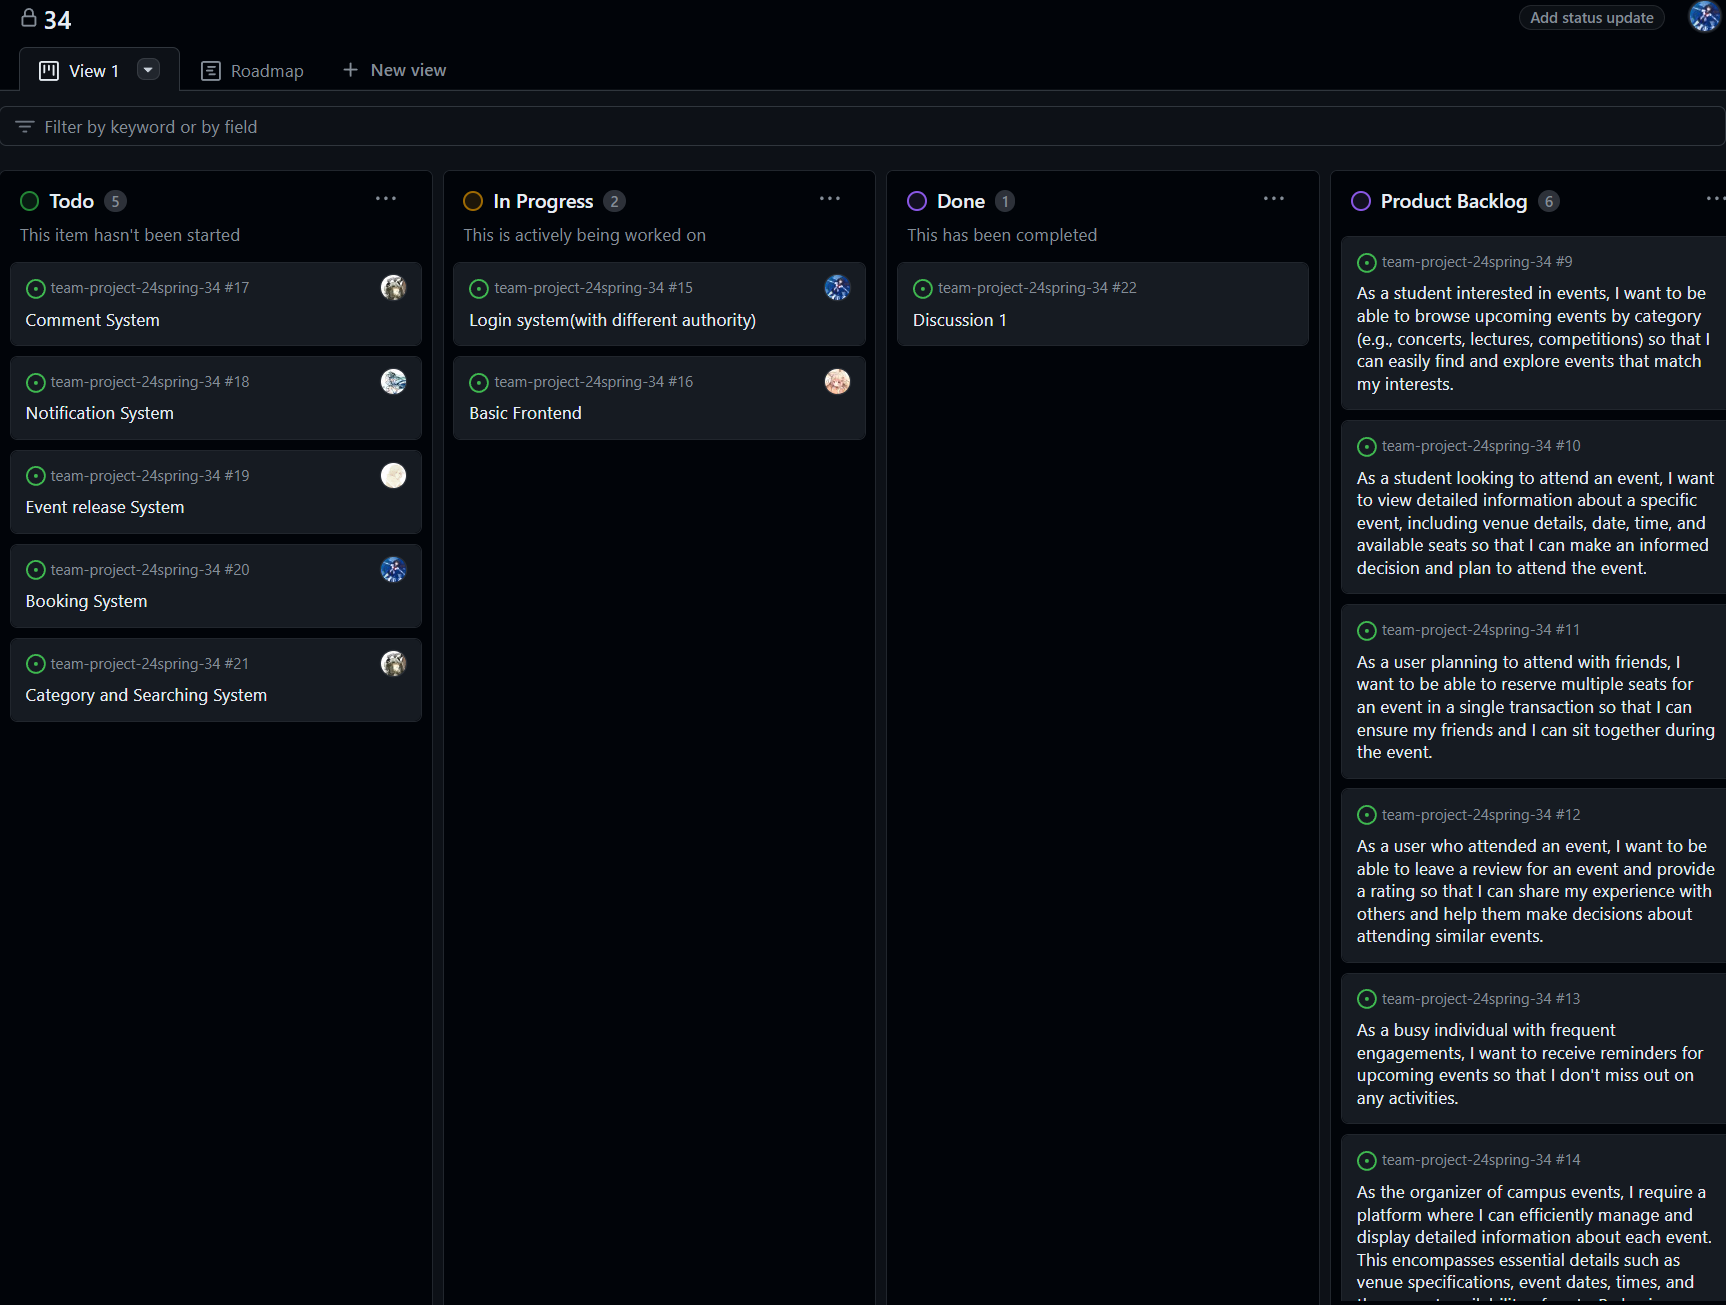 34
Add status update
View 1
Roadmap
New view
Filter by keyword or by field
Todo 5
This item hasn't been started
team-project-24spring-34 #17
Comment System
team-project-24spring-34 #18
Notification System
team-project-24spring-34 #19
Event release System
team-project-24spring-34 #20
Booking System
team-project-24spring-34 #21
Category and Searching System
In Progress 2
This is actively being worked on
team-project-24spring-34 #15
Login system(with different authority)
team-project-24spring-34 #16
Basic Frontend
Done 1
This has been completed
team-project-24spring-34 #22
Discussion 1
Product Backlog 6
team-project-24spring-34 #9
As a student interested in events, I want to be
able to browse upcoming events by category
(e.g., concerts, lectures, competitions) so that I
can easily find and explore events that match
my interests.
team-project-24spring-34 #10
As a student looking to attend an event, I want
to view detailed information about a specific
event, including venue details, date, time, and
available seats so that I can make an informed
decision and plan to attend the event.
team-project-24spring-34 #11
As a user planning to attend with friends, I
want to be able to reserve multiple seats for
an event in a single transaction so that I can
ensure my friends and I can sit together during
the event.
team-project-24spring-34 #12
As a user who attended an event, I want to be
able to leave a review for an event and provide
a rating so that I can share my experience with
others and help them make decisions about
attending similar events.
team-project-24spring-34 #13
As a busy individual with frequent
engagements, I want to receive reminders for
upcoming events so that I don't miss out on
any activities.
team-project-24spring-34 #14
As the organizer of campus events, I require a
platform where I can efficiently manage and
display detailed information about each event.
This encompasses essential details such as
venue specifications, event dates, times, and